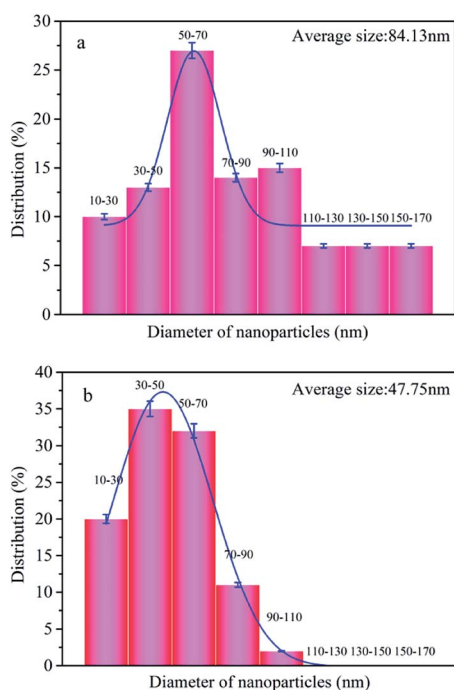 a
Average size:84.13nm
50-70
30
25
20
15
10
5
0
10-30
30-50
70-90
90-110
110-130 130-150 150-170
Distribution (%)
Diameter of nanoparticles (nm)
b
Average size:47.75nm
30-50
50-70
40
35
30
25
20
15
10
5
0
10-30
70-90
90-110
110-130 130-150 150-170
Distribution (%)
Diameter of nanoparticles (nm)